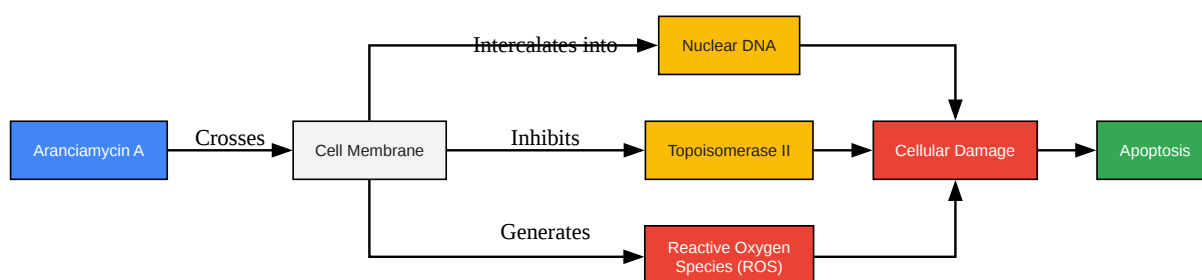 Intercalates into
Nuclear DNA
Aranciamycin A
Crosses
Cell Membrane
Inhibits
Topoisomerase II
Cellular Damage
Apoptosis
Generates
Reactive Oxygen
Species (ROS)